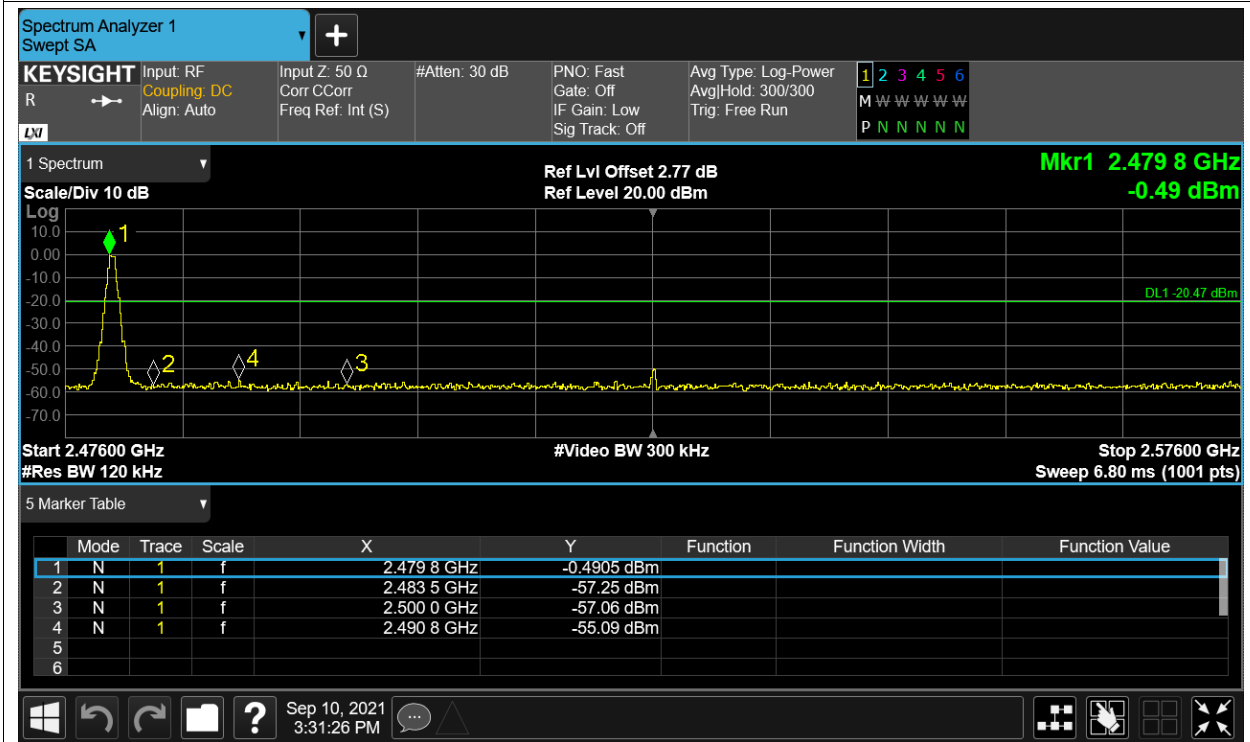 Spectrum Analyzer 1
Swept SA
KEYSIGHT
R
LXI
Input: RF
Coupling: DC
Align: Auto
Input Z: 50 Ω
Corr CCorr
Freq Ref: Int (S)
#Atten: 30 dB
PNO: Fast
Gate: Off
IF Gain: Low
Sig Track: Off
Avg Type: Log-Power
Avg|Hold: 300/300
Trig: Free Run
1 2 3 4 5 6
M W W W W W
P N N N N N
1 Spectrum
Scale/Div 10 dB
Ref Lvl Offset 2.77 dB
Ref Level 20.00 dBm
Mkr1 2.479 8 GHz
-0.49 dBm
Log
10.0
0.00
-10.0
-20.0
-30.0
-40.0
-50.0
-60.0
-70.0
1
2
4
3
DL1 -20.47 dBm
Start 2.47600 GHz
#Res BW 120 kHz
#Video BW 300 kHz
Stop 2.57600 GHz
Sweep 6.80 ms (1001 pts)
5 Marker Table
Mode Trace Scale X Y Function Function Width Function Value
1 N 1 f 2.479 8 GHz -0.4905 dBm
2 N 1 f 2.483 5 GHz -57.25 dBm
3 N 1 f 2.500 0 GHz -57.06 dBm
4 N 1 f 2.490 8 GHz -55.09 dBm
5
6
?
Sep 10, 2021
3:31:26 PM